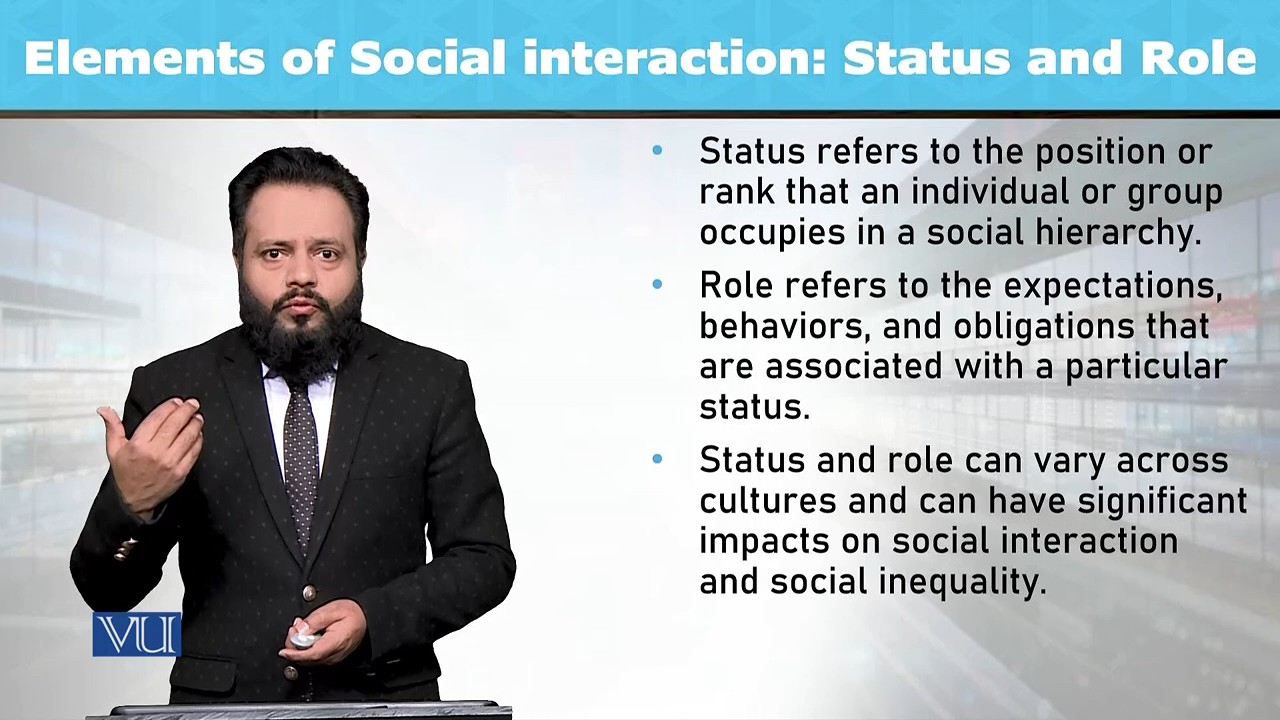 Elements of Social interaction: Status and Role
• Status refers to the position or
rank that an individual or group
occupies in a social hierarchy.
• Role refers to the expectations,
behaviors, and obligations that
are associated with a particular
status.
• Status and role can vary across
cultures and can have significant
impacts on social interaction
and social inequality.
VU